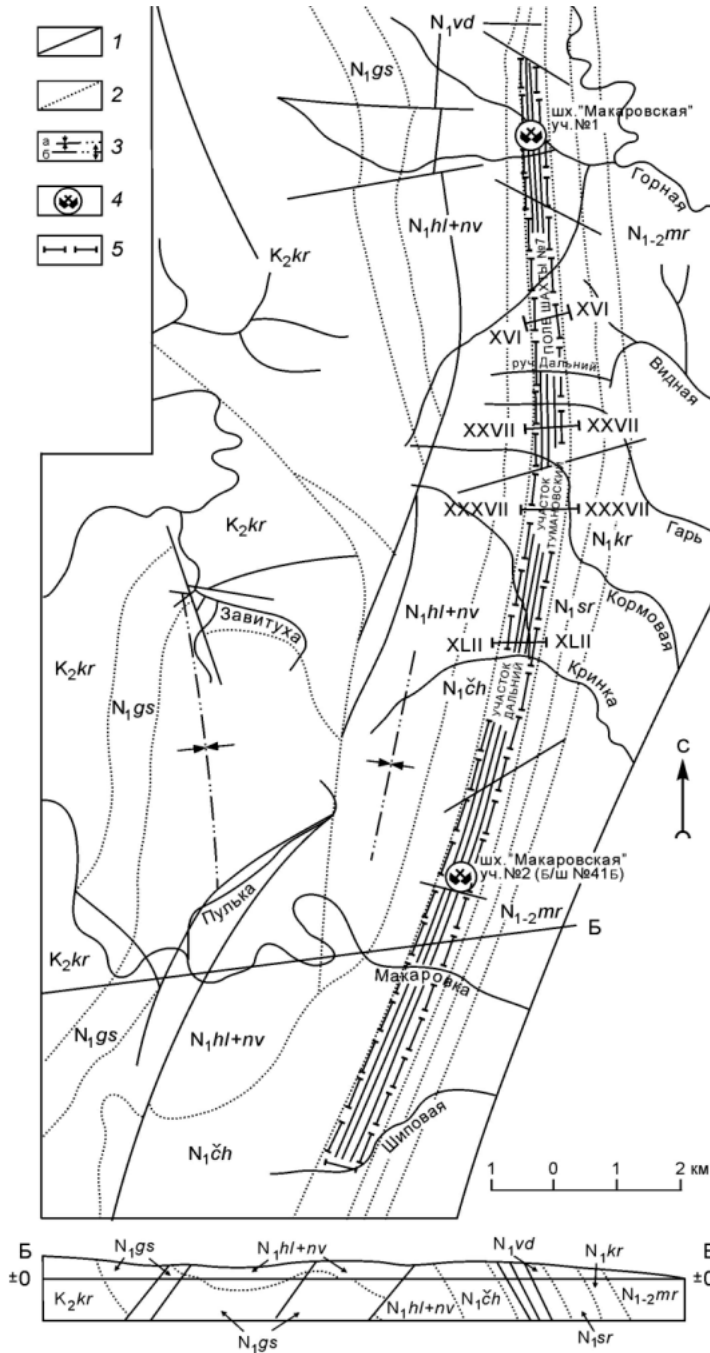 1
2
а
б
3
4
5
N₁vd
N₁gs
шх."Макаровская"
уч.№1
Горная
N₁hl+nv
N₁₋₂mr
K₂kr
ПОЛЕ ШАХТЫ №7
XVI
XVI
руч.Дальний
Видная
XXVII
XXVII
УЧАСТОК
ТУМАНОВСКИЙ
XXXVII
XXXVII
K₂kr
N₁kr
Гарь
N₁hl+nv
N₁sr
Кормовая
Завитуха
XLII
XLII
K₂kr
N₁čh
Кринка
N₁gs
УЧАСТОК
ДАЛЬНИЙ
С
шх."Макаровская"
уч.№2 (Б/ш №41Б)
Пулька
N₁₋₂mr
Б
K₂kr
Макаровка
N₁gs
N₁hl+nv
Шиповая
N₁čh
1 0 1 2 км
Б N₁gs N₁hl+nv N₁vd N₁kr Б
±0 ±0
K₂kr N₁hl+nv N₁čh N₁₋₂mr
N₁gs N₁sr